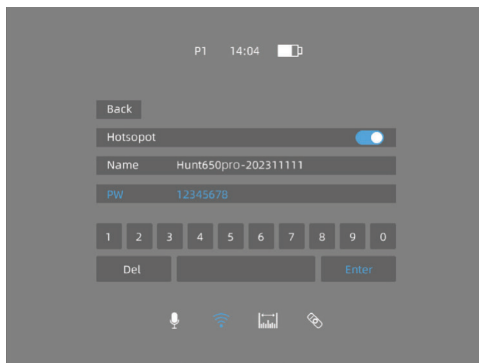 P1 14:04
Back
Hotsopot
Name Hunt650pro-202311111
PW 12345678
1 2 3 4 5 6 7 8 9 0
Del Enter